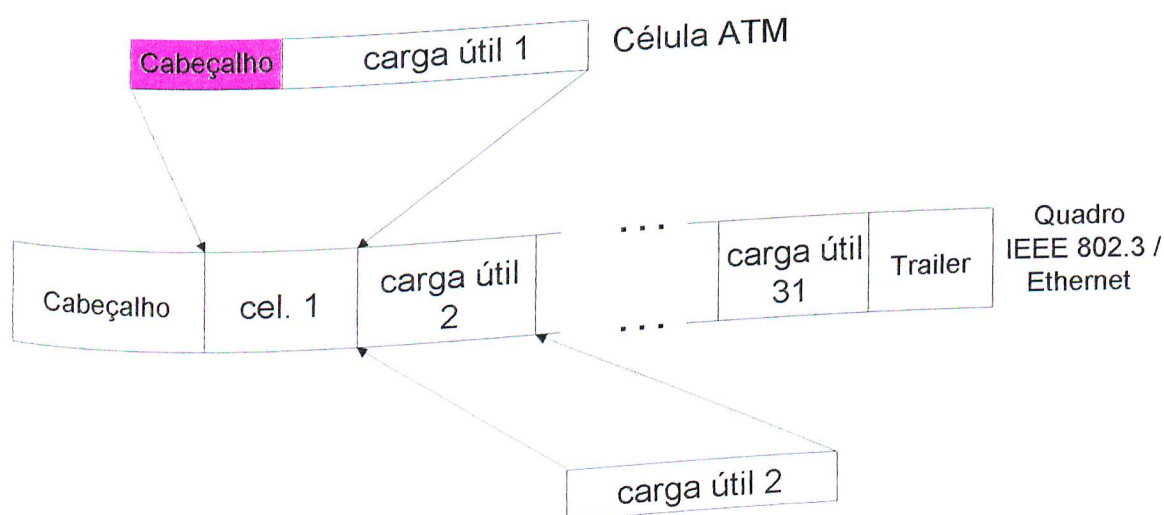 Cabeçalho
carga útil 1
Célula ATM
Cabeçalho
cel. 1
carga útil
2
...
...
carga útil
31
Trailer
Quadro
IEEE 802.3 /
Ethernet
carga útil 2